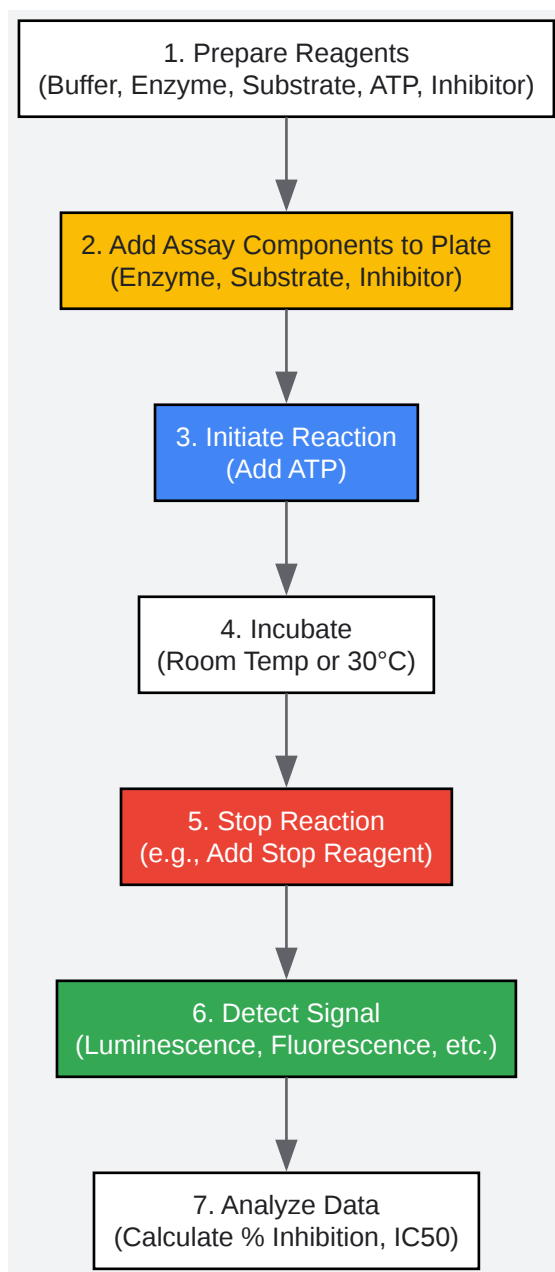 1. Prepare Reagents
(Buffer, Enzyme, Substrate, ATP, Inhibitor)
2. Add Assay Components to Plate
(Enzyme, Substrate, Inhibitor)
3. Initiate Reaction
(Add ATP)
4. Incubate
(Room Temp or 30°C)
5. Stop Reaction
(e.g., Add Stop Reagent)
6. Detect Signal
(Luminescence, Fluorescence, etc.)
7. Analyze Data
(Calculate % Inhibition, IC50)